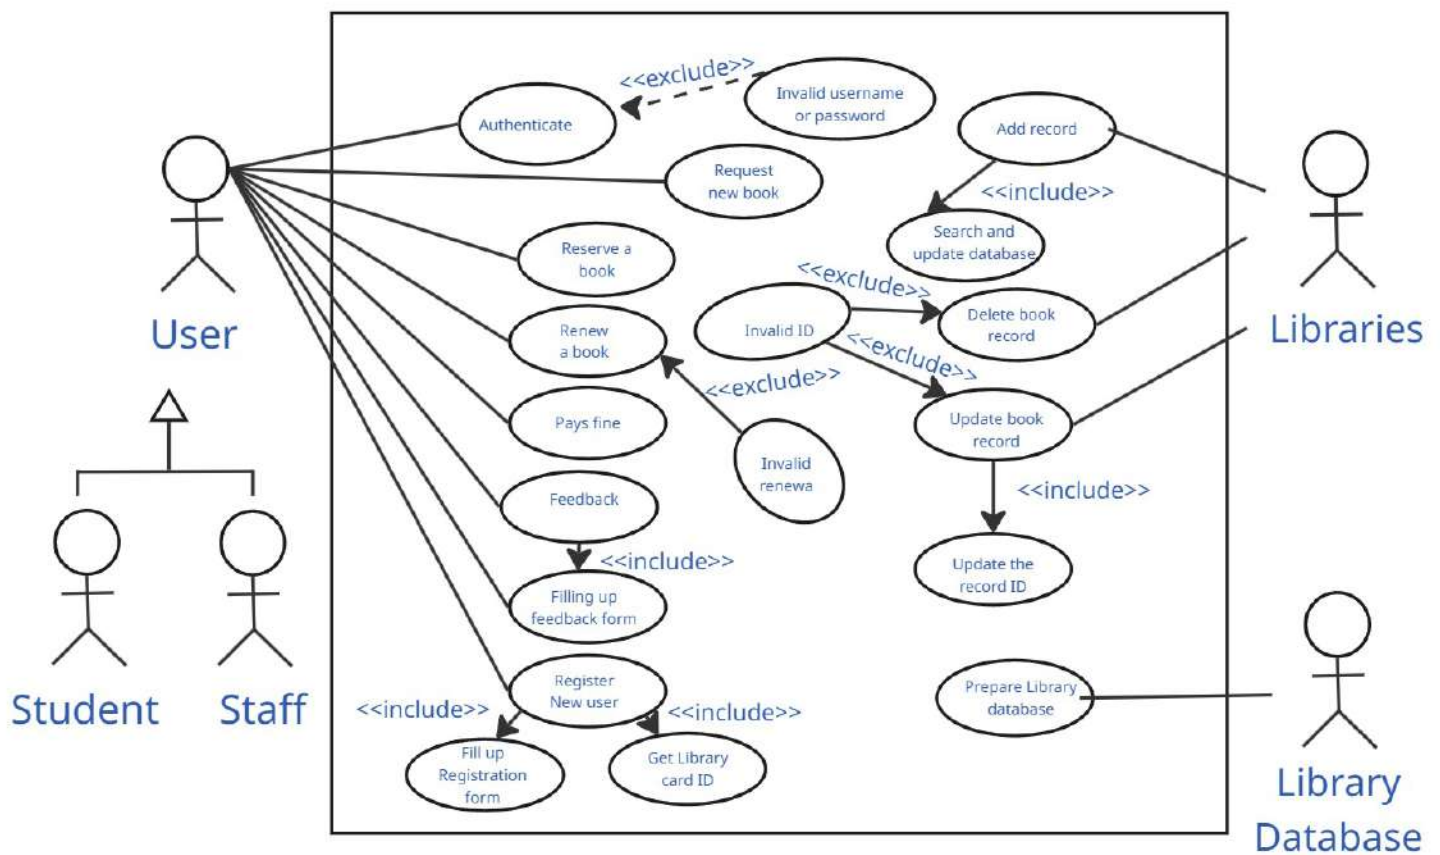 <<exclude>>
Invalid username
or password
Authenticate
Add record
Request
new book
<<include>>
Search and
update database
Reserve a
book
<<exclude>>
Delete book
record
Invalid ID
<<exclude>>
Renew
a book
<<exclude>>
User
Libraries
Pays fine
Update book
record
Invalid
renewa
Feedback
<<include>>
<<include>>
Update the
record ID
Filling up
feedback form
Register
New user
Prepare Library
database
Student
Staff
<<include>>
<<include>>
Fill up
Registration
form
Get Library
card ID
Library
Database